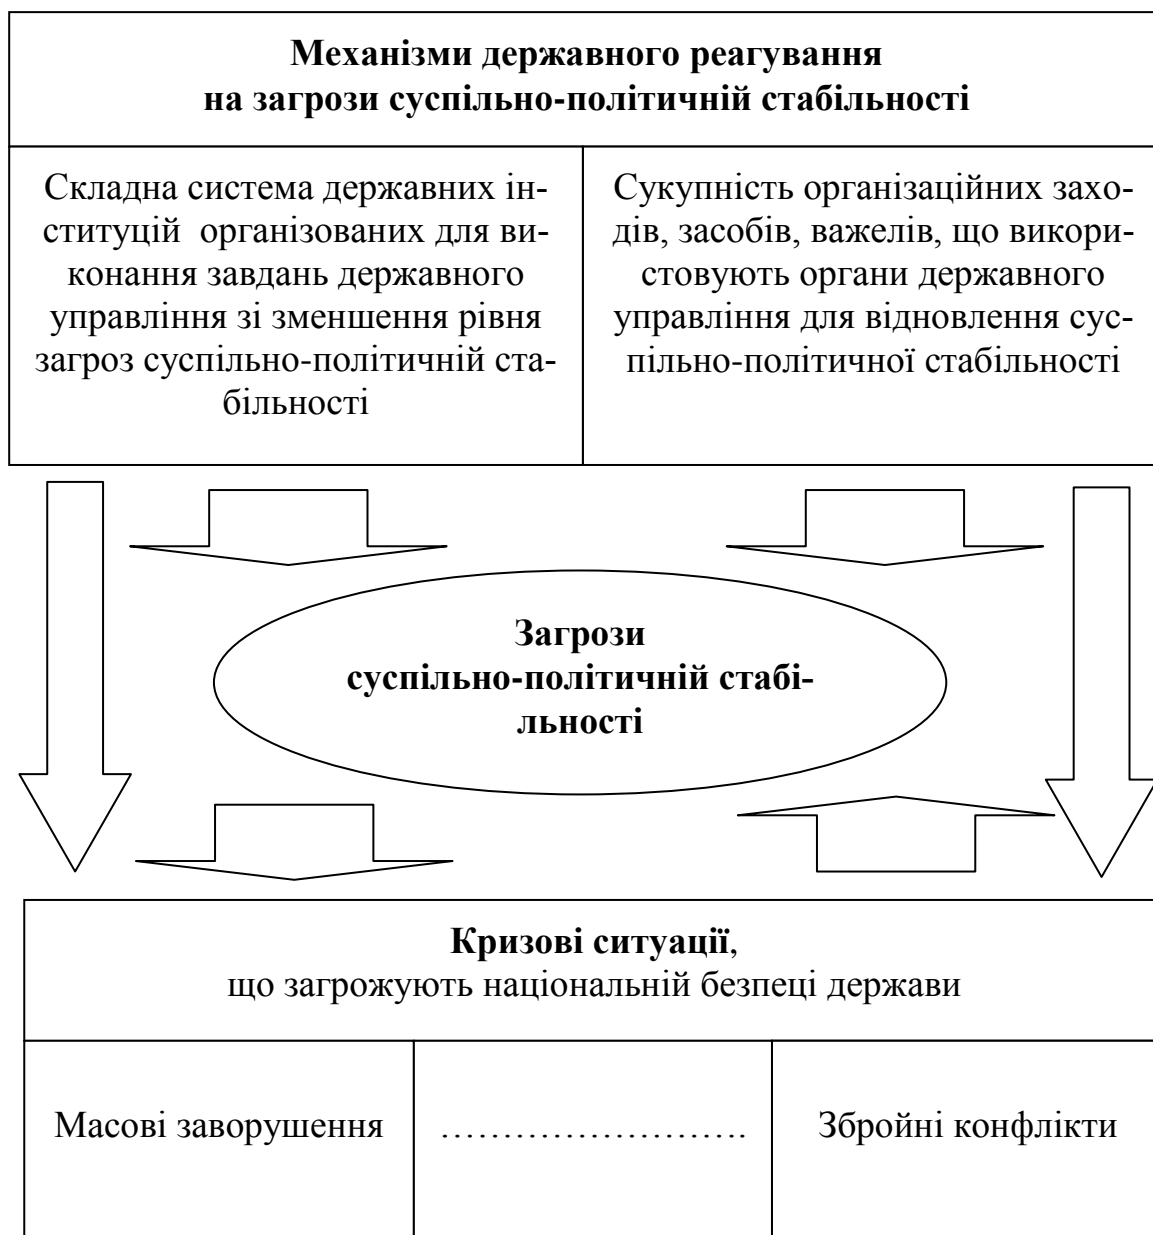 Механізми державного реагування
на загрози суспільно-політичній стабільності
Складна система державних ін-
ституцій організованих для ви-
конання завдань державного
управління зі зменшення рівня
загроз суспільно-політичній ста-
більності
Сукупність організаційних захо-
дів, засобів, важелів, що викори-
стовують органи державного
управління для відновлення сус-
пільно-політичної стабільності
Загрози
суспільно-політичній стабі-
льності
Кризові ситуації,
що загрожують національній безпеці держави
Масові заворушення
……………………….
Збройні конфлікти